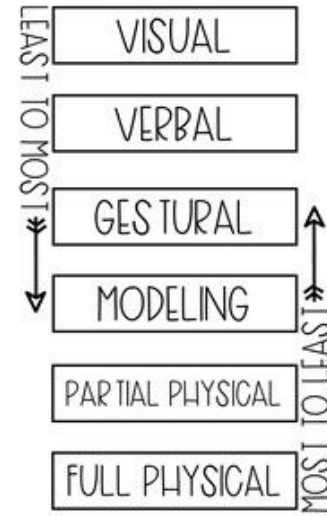 LEAST TO MOST
VISUAL
VERBAL
GESTURAL
MODELING
PARTIAL PHYSICAL
FULL PHYSICAL
MOST TO LEAST